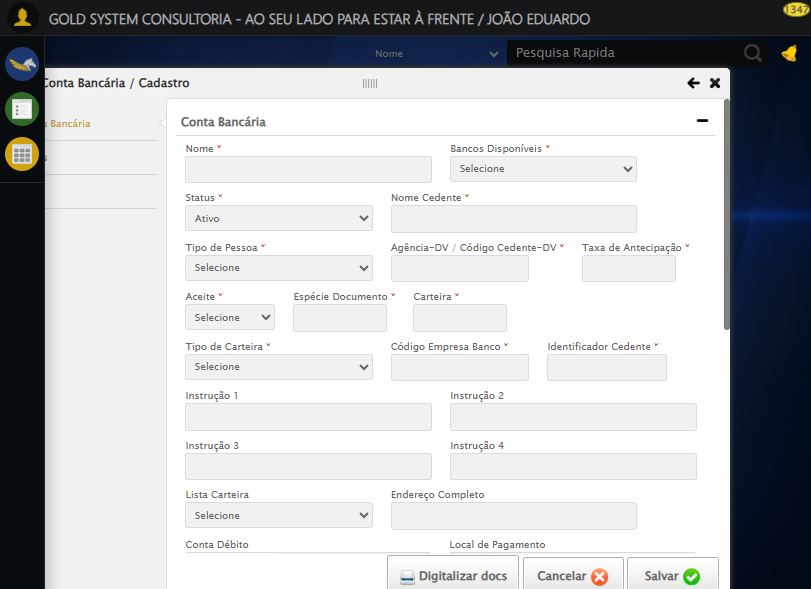 GOLD SYSTEM CONSULTORIA - AO SEU LADO PARA ESTAR À FRENTE / JOÃO EDUARDO
1347
Nome
Pesquisa Rapida
Conta Bancária / Cadastro
Bancária
Conta Bancária
Nome *
Bancos Disponíveis *
Selecione
Status *
Nome Cedente *
Ativo
Tipo de Pessoa *
Agência-DV / Código Cedente-DV *
Taxa de Antecipação *
Selecione
Aceite *
Espécie Documento *
Carteira *
Selecione
Tipo de Carteira *
Código Empresa Banco *
Identificador Cedente *
Selecione
Instrução 1
Instrução 2
Instrução 3
Instrução 4
Lista Carteira
Endereço Completo
Selecione
Conta Débito
Local de Pagamento
Digitalizar docs
Cancelar
Salvar